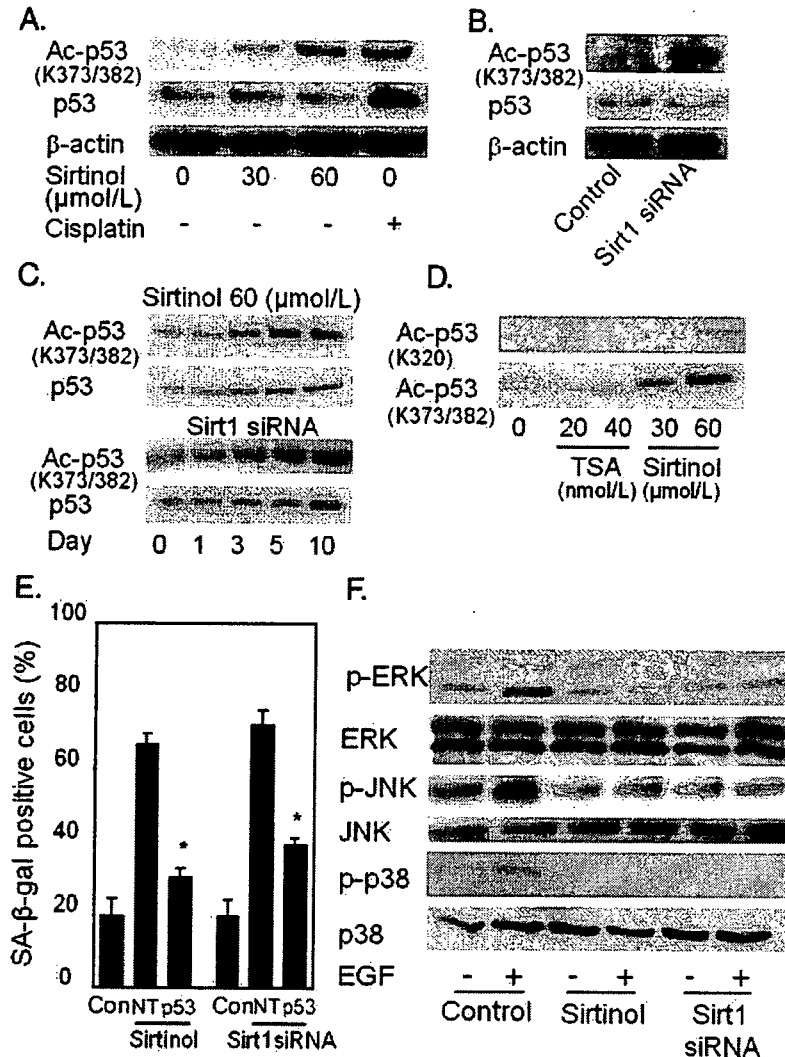 A.
Ac-p53
(K373/382)
p53
β-actin
Sirtinol 0 30 60 0
(µmol/L)
Cisplatin - - - +
B.
Ac-p53
(K373/382)
p53
β-actin
Control
Sirt1 siRNA
C.
Sirtinol 60 (µmol/L)
Ac-p53
(K373/382)
p53
Sirt1 siRNA
Ac-p53
(K373/382)
p53
Day 0 1 3 5 10
D.
Ac-p53
(K320)
Ac-p53
(K373/382)
0 20 40 30 60
TSA Sirtinol
(nmol/L) (µmol/L)
E.
SA-β-gal positive cells (%)
100
80
60
40
20
0
*
*
Con NT p53 Con NT p53
Sirtinol Sirt1siRNA
F.
p-ERK
ERK
p-JNK
JNK
p-p38
p38
EGF - + - + - +
Control Sirtinol Sirt1
siRNA